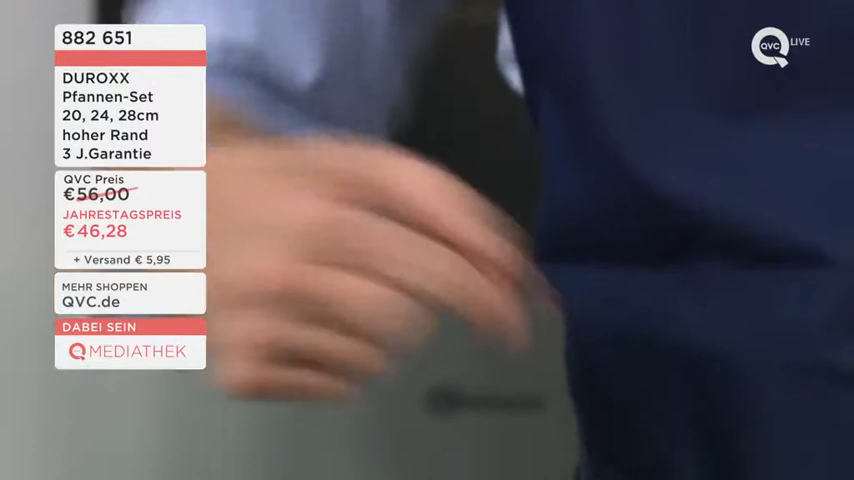 882 651
DUROXX
Pfannen-Set
20, 24, 28cm
hoher Rand
3 J.Garantie
QVC Preis
€56,00
JAHRESTAGSPREIS
€46,28
+ Versand € 5,95
MEHR SHOPPEN
QVC.de
DABEI SEIN
Q MEDIATHEK
QVC LIVE